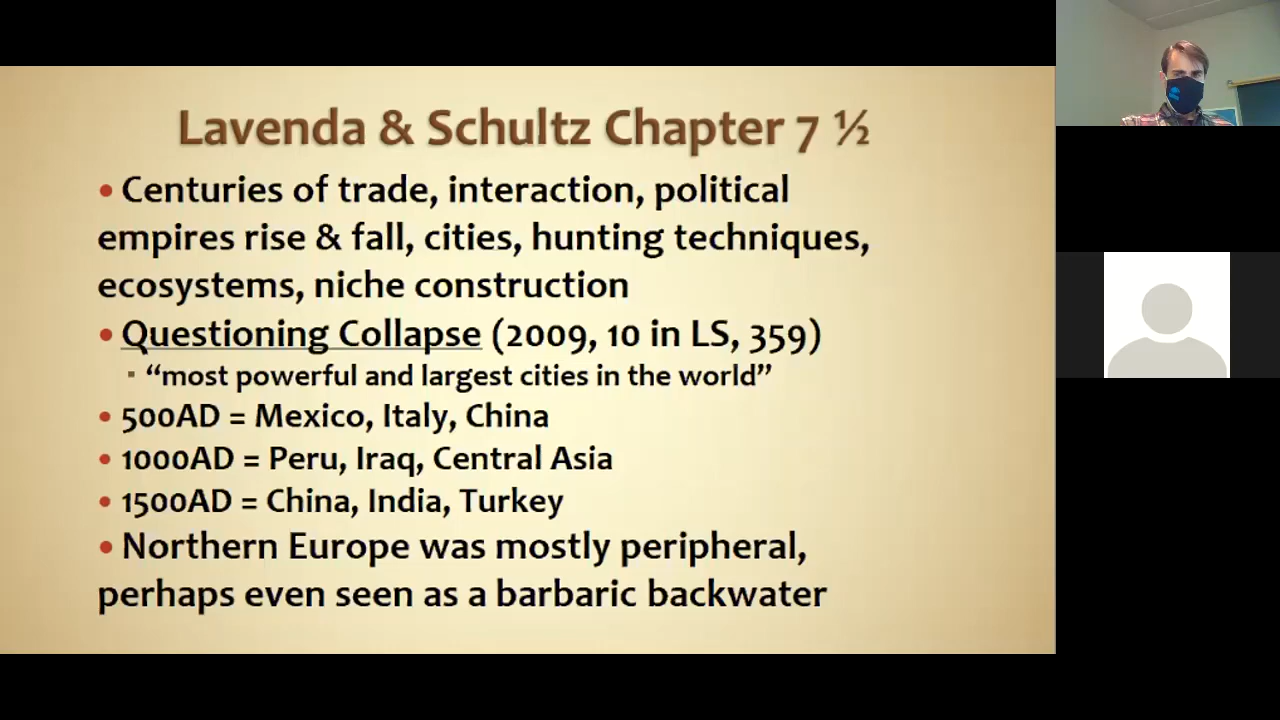 Lavenda & Schultz Chapter 7 ½
• Centuries of trade, interaction, political
empires rise & fall, cities, hunting techniques,
ecosystems, niche construction
• Questioning Collapse (2009, 10 in LS, 359)
▪ “most powerful and largest cities in the world”
• 500AD = Mexico, Italy, China
• 1000AD = Peru, Iraq, Central Asia
• 1500AD = China, India, Turkey
• Northern Europe was mostly peripheral,
perhaps even seen as a barbaric backwater